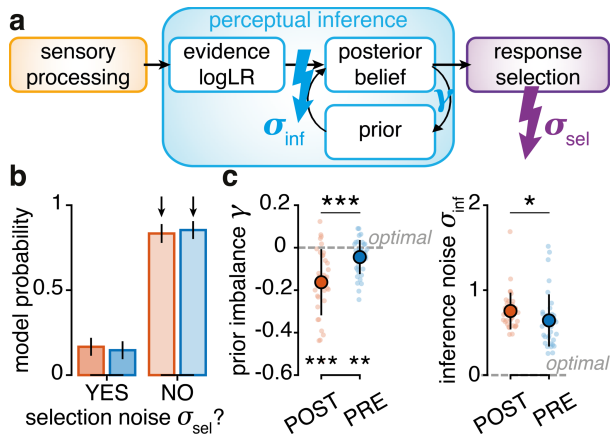 a
perceptual inference
sensory
processing
evidence
logLR
posterior
belief
response
selection
γ
prior
σinf
σsel
b
model probability
1
0.5
0
YES
NO
selection noise σsel?
c
prior imbalance γ
0.2
0
-0.2
-0.4
-0.6
***
optimal
***
**
POST
PRE
inference noise σinf
2
1
0
*
optimal
POST
PRE